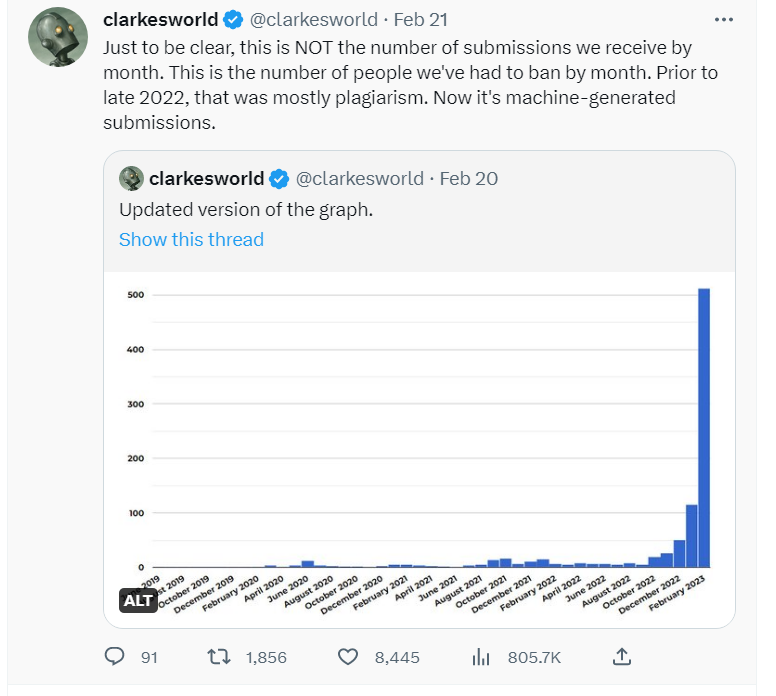 clarkesworld @clarkesworld · Feb 21
Just to be clear, this is NOT the number of submissions we receive by
month. This is the number of people we've had to ban by month. Prior to
late 2022, that was mostly plagiarism. Now it's machine-generated
submissions.
clarkesworld @clarkesworld · Feb 20
Updated version of the graph.
Show this thread
500
400
300
200
100
0
2019
2019
October 2019
December 2019
February 2020
April 2020
June 2020
August 2020
October 2020
December 2020
February 2021
April 2021
June 2021
August 2021
October 2021
December 2021
February 2022
April 2022
June 2022
August 2022
October 2022
December 2022
February 2023
ALT
91 1,856 8,445 805.7K